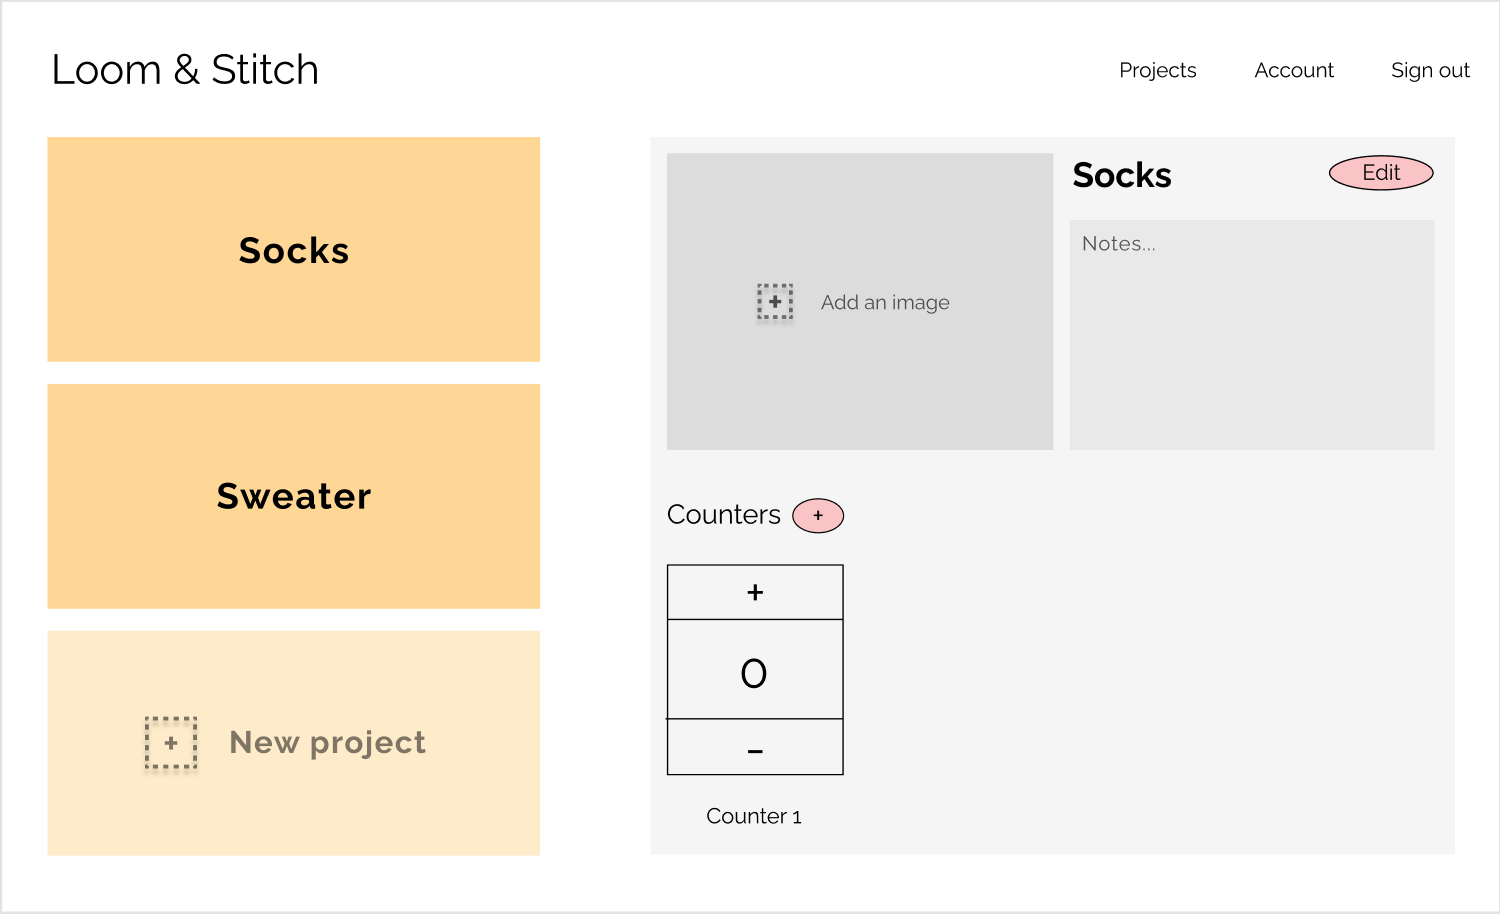 Loom & Stitch
Projects
Account
Sign out
Socks
Sweater
+
New project
+
Add an image
Socks
Edit
Notes...
Counters
+
+
0
–
Counter 1